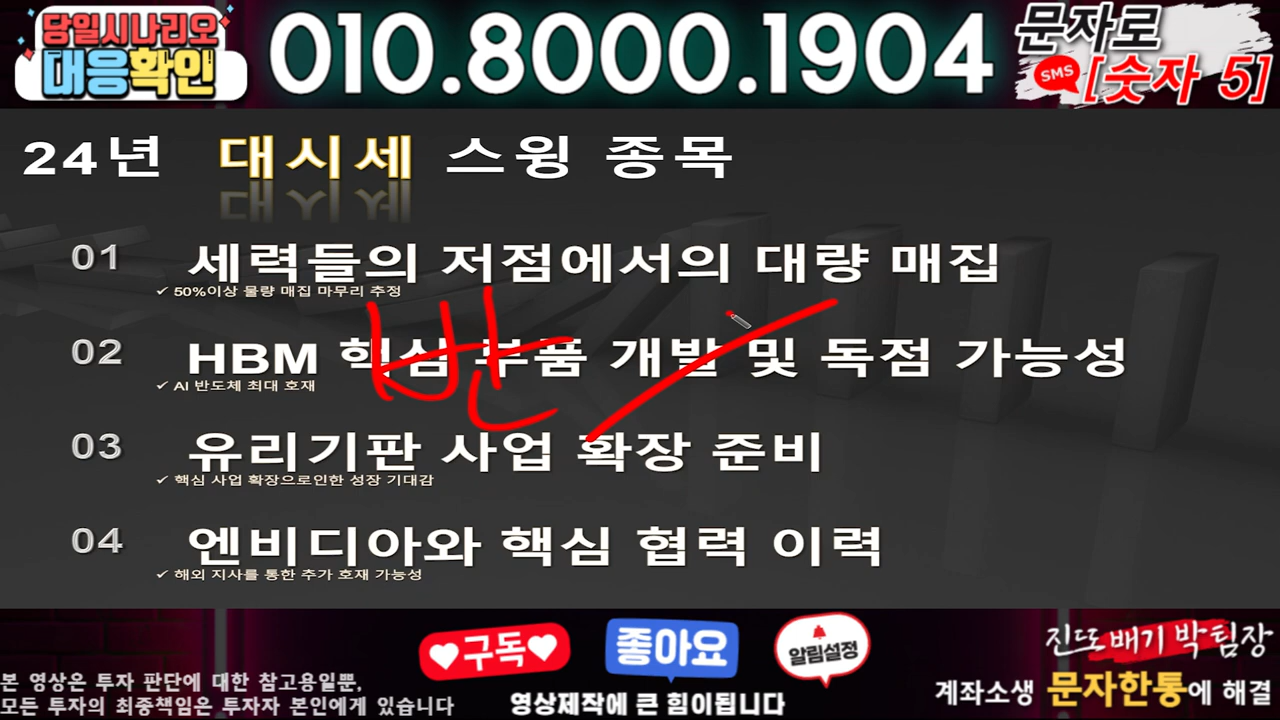 당일시나리오
대응확인
010.8000.1904
문자로
SMS
[숫자 5]
24년 대시세 스윙 종목
01 세력들의 저점에서의 대량 매집
✓ 50%이상 물량 매집 마무리 추정
02 HBM 핵심 부품 개발 및 독점 가능성
✓ AI 반도체 최대 호재
반
03 유리기판 사업 확장 준비
✓ 핵심 사업 확장으로인한 성장 기대감
04 엔비디아와 핵심 협력 이력
✓ 해외 지사를 통한 추가 호재 가능성
구독
좋아요
알림설정
영상제작에 큰 힘이됩니다
본 영상은 투자 판단에 대한 참고용일뿐,
모든 투자의 최종책임은 투자자 본인에게 있습니다
진또배기 박팀장
계좌소생 문자한통에 해결